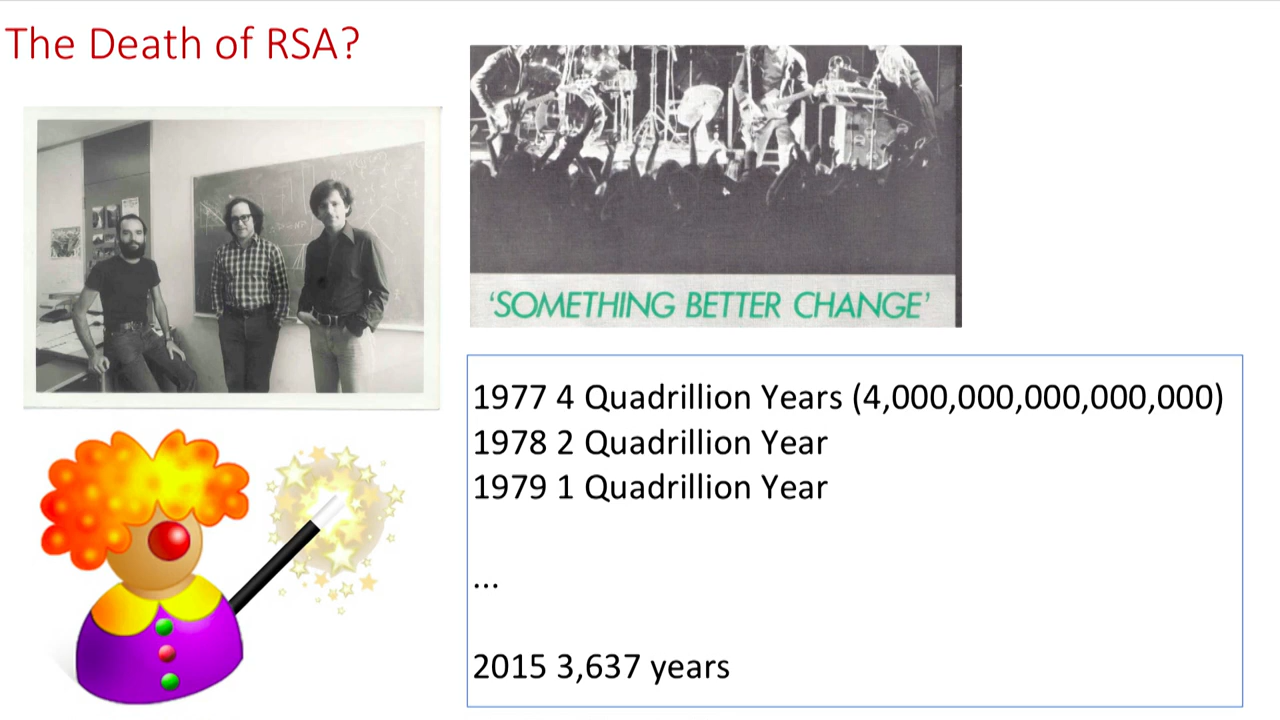 The Death of RSA?
'SOMETHING BETTER CHANGE'
1977 4 Quadrillion Years (4,000,000,000,000,000)
1978 2 Quadrillion Year
1979 1 Quadrillion Year
...
2015 3,637 years